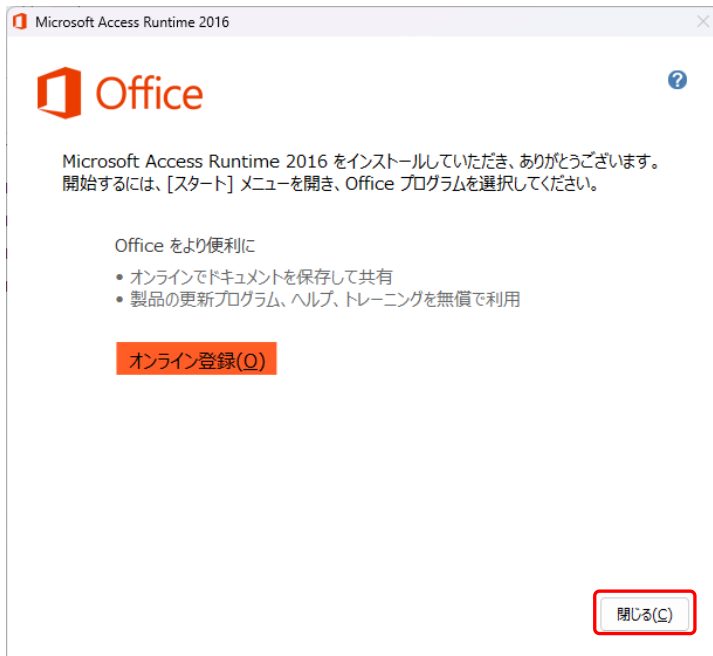 Microsoft Access Runtime 2016
Office
Microsoft Access Runtime 2016 をインストールしていただき、ありがとうございます。
開始するには、[スタート] メニューを開き、Office プログラムを選択してください。
Office をより便利に
• オンラインでドキュメントを保存して共有
• 製品の更新プログラム、ヘルプ、トレーニングを無償で利用
オンライン登録(O)
閉じる(C)